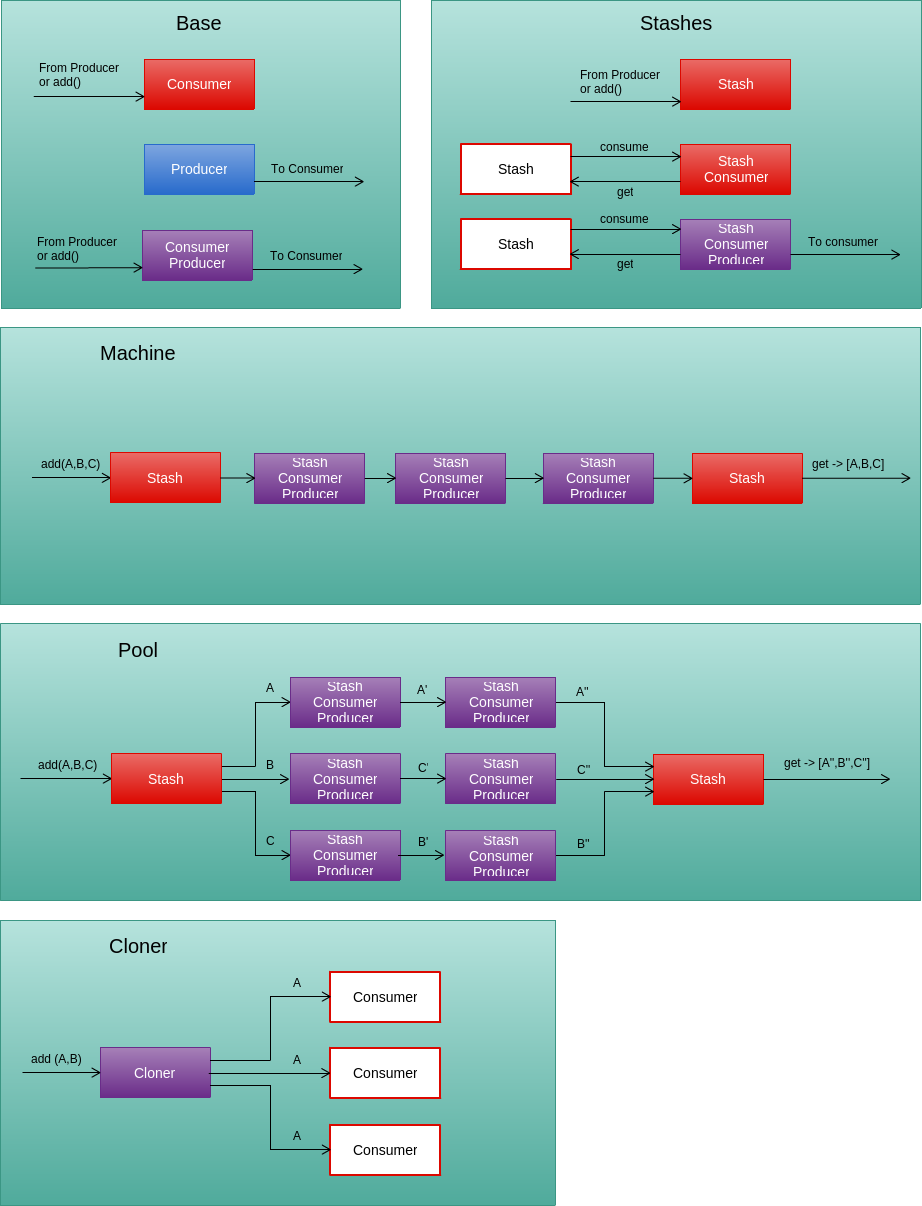 Base
From Producer
or add()
Consumer
Producer
To Consumer
From Producer
or add()
Consumer
Producer
To Consumer
Stashes
From Producer
or add()
Stash
Stash
consume
get
Stash
Consumer
Stash
consume
get
Stash
Consumer
Producer
To consumer
Machine
add(A,B,C)
Stash
Stash
Consumer
Producer
Stash
Consumer
Producer
Stash
Consumer
Producer
Stash
get -> [A,B,C]
Pool
add(A,B,C)
Stash
A
Stash
Consumer
Producer
A'
Stash
Consumer
Producer
A''
B
Stash
Consumer
Producer
C'
Stash
Consumer
Producer
C''
C
Stash
Consumer
Producer
B'
Stash
Consumer
Producer
B''
Stash
get -> [A'',B'',C'']
Cloner
add (A,B)
Cloner
A
Consumer
A
Consumer
A
Consumer